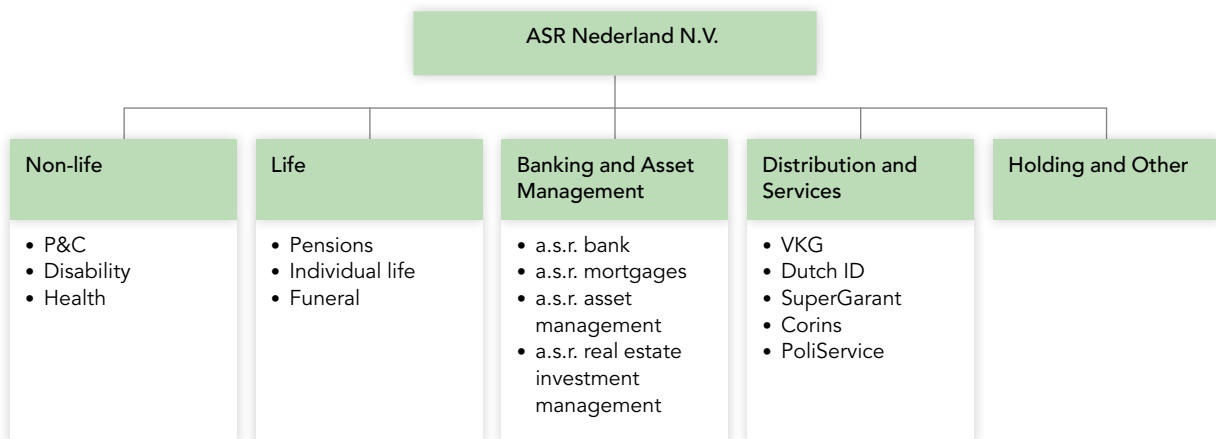 ASR Nederland N.V.
Non-life
• P&C
• Disability
• Health
Life
• Pensions
• Individual life
• Funeral
Banking and Asset
Management
• a.s.r. bank
• a.s.r. mortgages
• a.s.r. asset
management
• a.s.r. real estate
investment
management
Distribution and
Services
• VKG
• Dutch ID
• SuperGarant
• Corins
• PoliService
Holding and Other